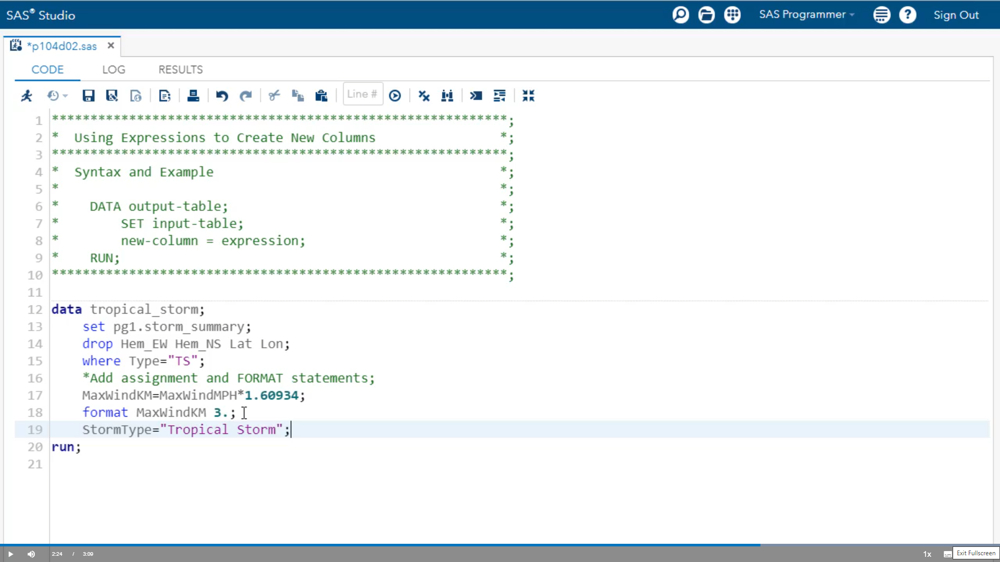 SAS® Studio
SAS Programmer
Sign Out
*p104d02.sas
CODE LOG RESULTS
Line #
1 ***********************************************************;
2 *  Using Expressions to Create New Columns                *;
3 ***********************************************************;
4 *  Syntax and Example                                     *;
5 *                                                         *;
6 *    DATA output-table;                                   *;
7 *        SET input-table;                                 *;
8 *        new-column = expression;                         *;
9 *    RUN;                                                 *;
10 ***********************************************************;
11
12 data tropical_storm;
13     set pg1.storm_summary;
14     drop Hem_EW Hem_NS Lat Lon;
15     where Type="TS";
16     *Add assignment and FORMAT statements;
17     MaxWindKM=MaxWindMPH*1.60934;
18     format MaxWindKM 3.;
19     StormType="Tropical Storm";
20 run;
21
2:24 / 3:09
1x
Exit Fullscreen